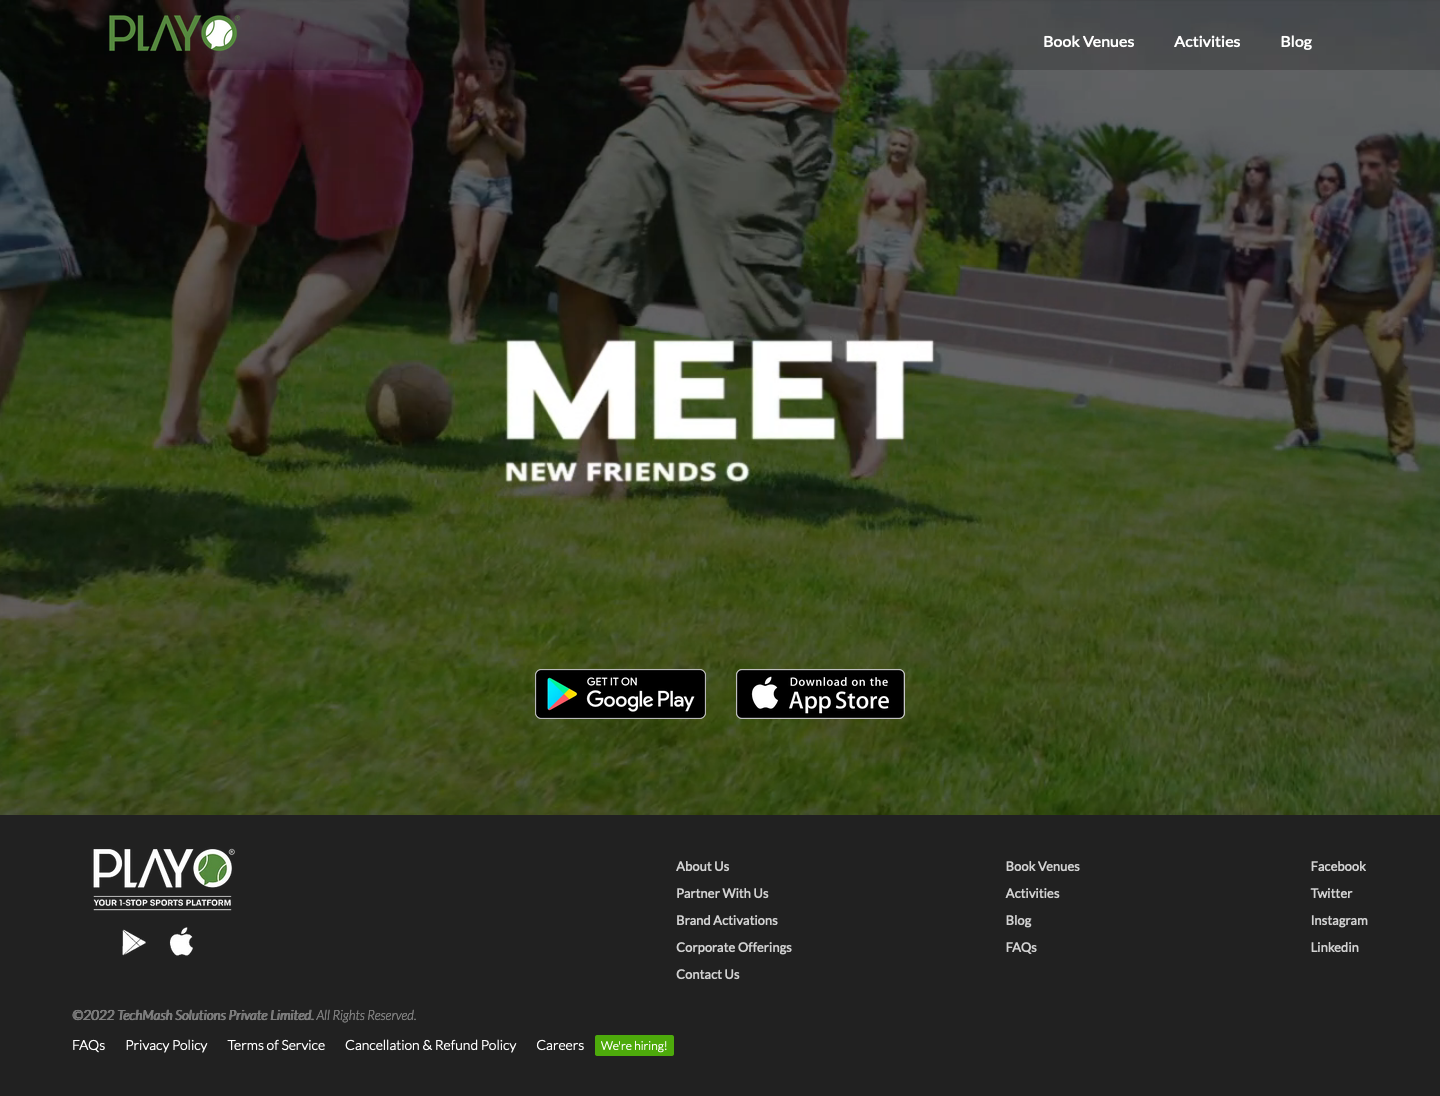 PLAYO
Book Venues Activities Blog
MEET
NEW FRIENDS O
GET IT ON
Google Play
Download on the
App Store
PLAYO®
YOUR 1-STOP SPORTS PLATFORM
About Us
Partner With Us
Brand Activations
Corporate Offerings
Contact Us
Book Venues
Activities
Blog
FAQs
Facebook
Twitter
Instagram
Linkedin
©2022 TechMash Solutions Private Limited. All Rights Reserved.
FAQs Privacy Policy Terms of Service Cancellation & Refund Policy Careers We're hiring!